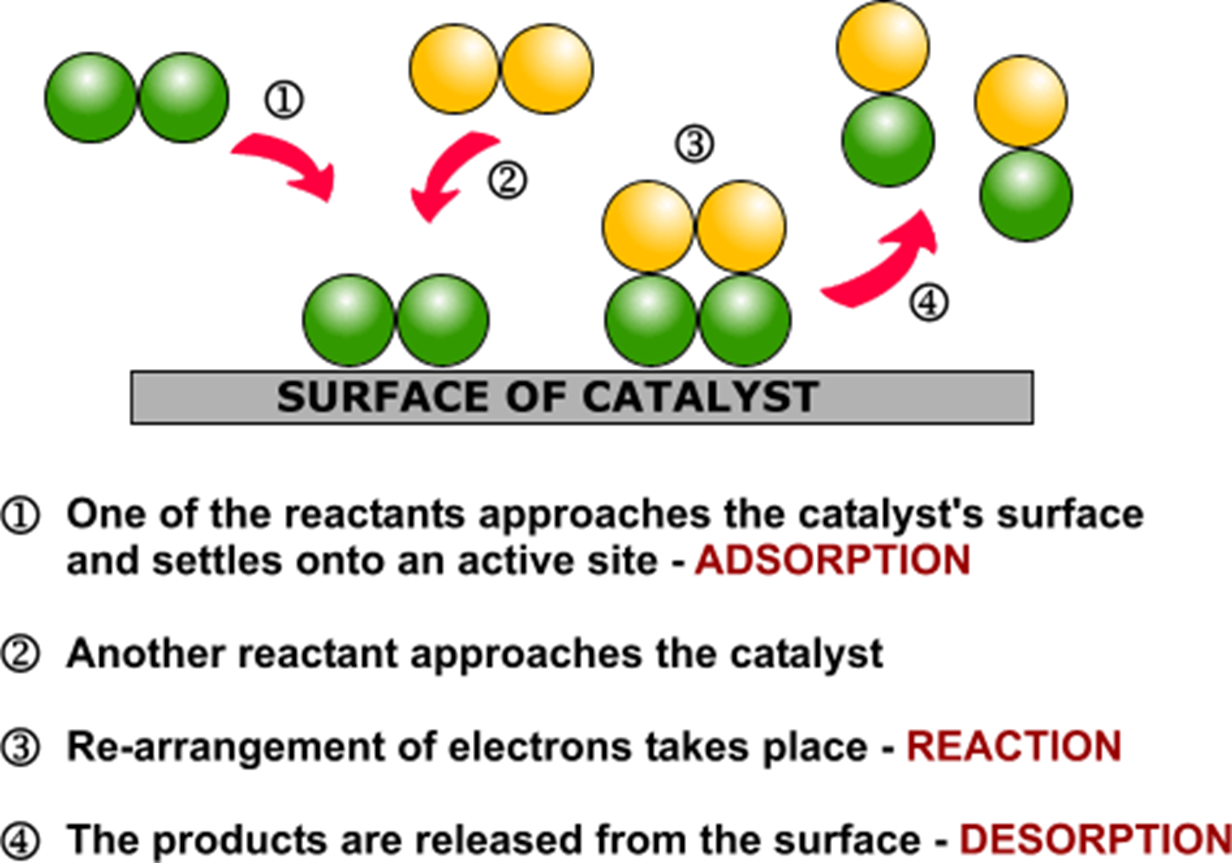 ①
②
③
④
SURFACE OF CATALYST
① One of the reactants approaches the catalyst's surface
and settles onto an active site - ADSORPTION
② Another reactant approaches the catalyst
③ Re-arrangement of electrons takes place - REACTION
④ The products are released from the surface - DESORPTION